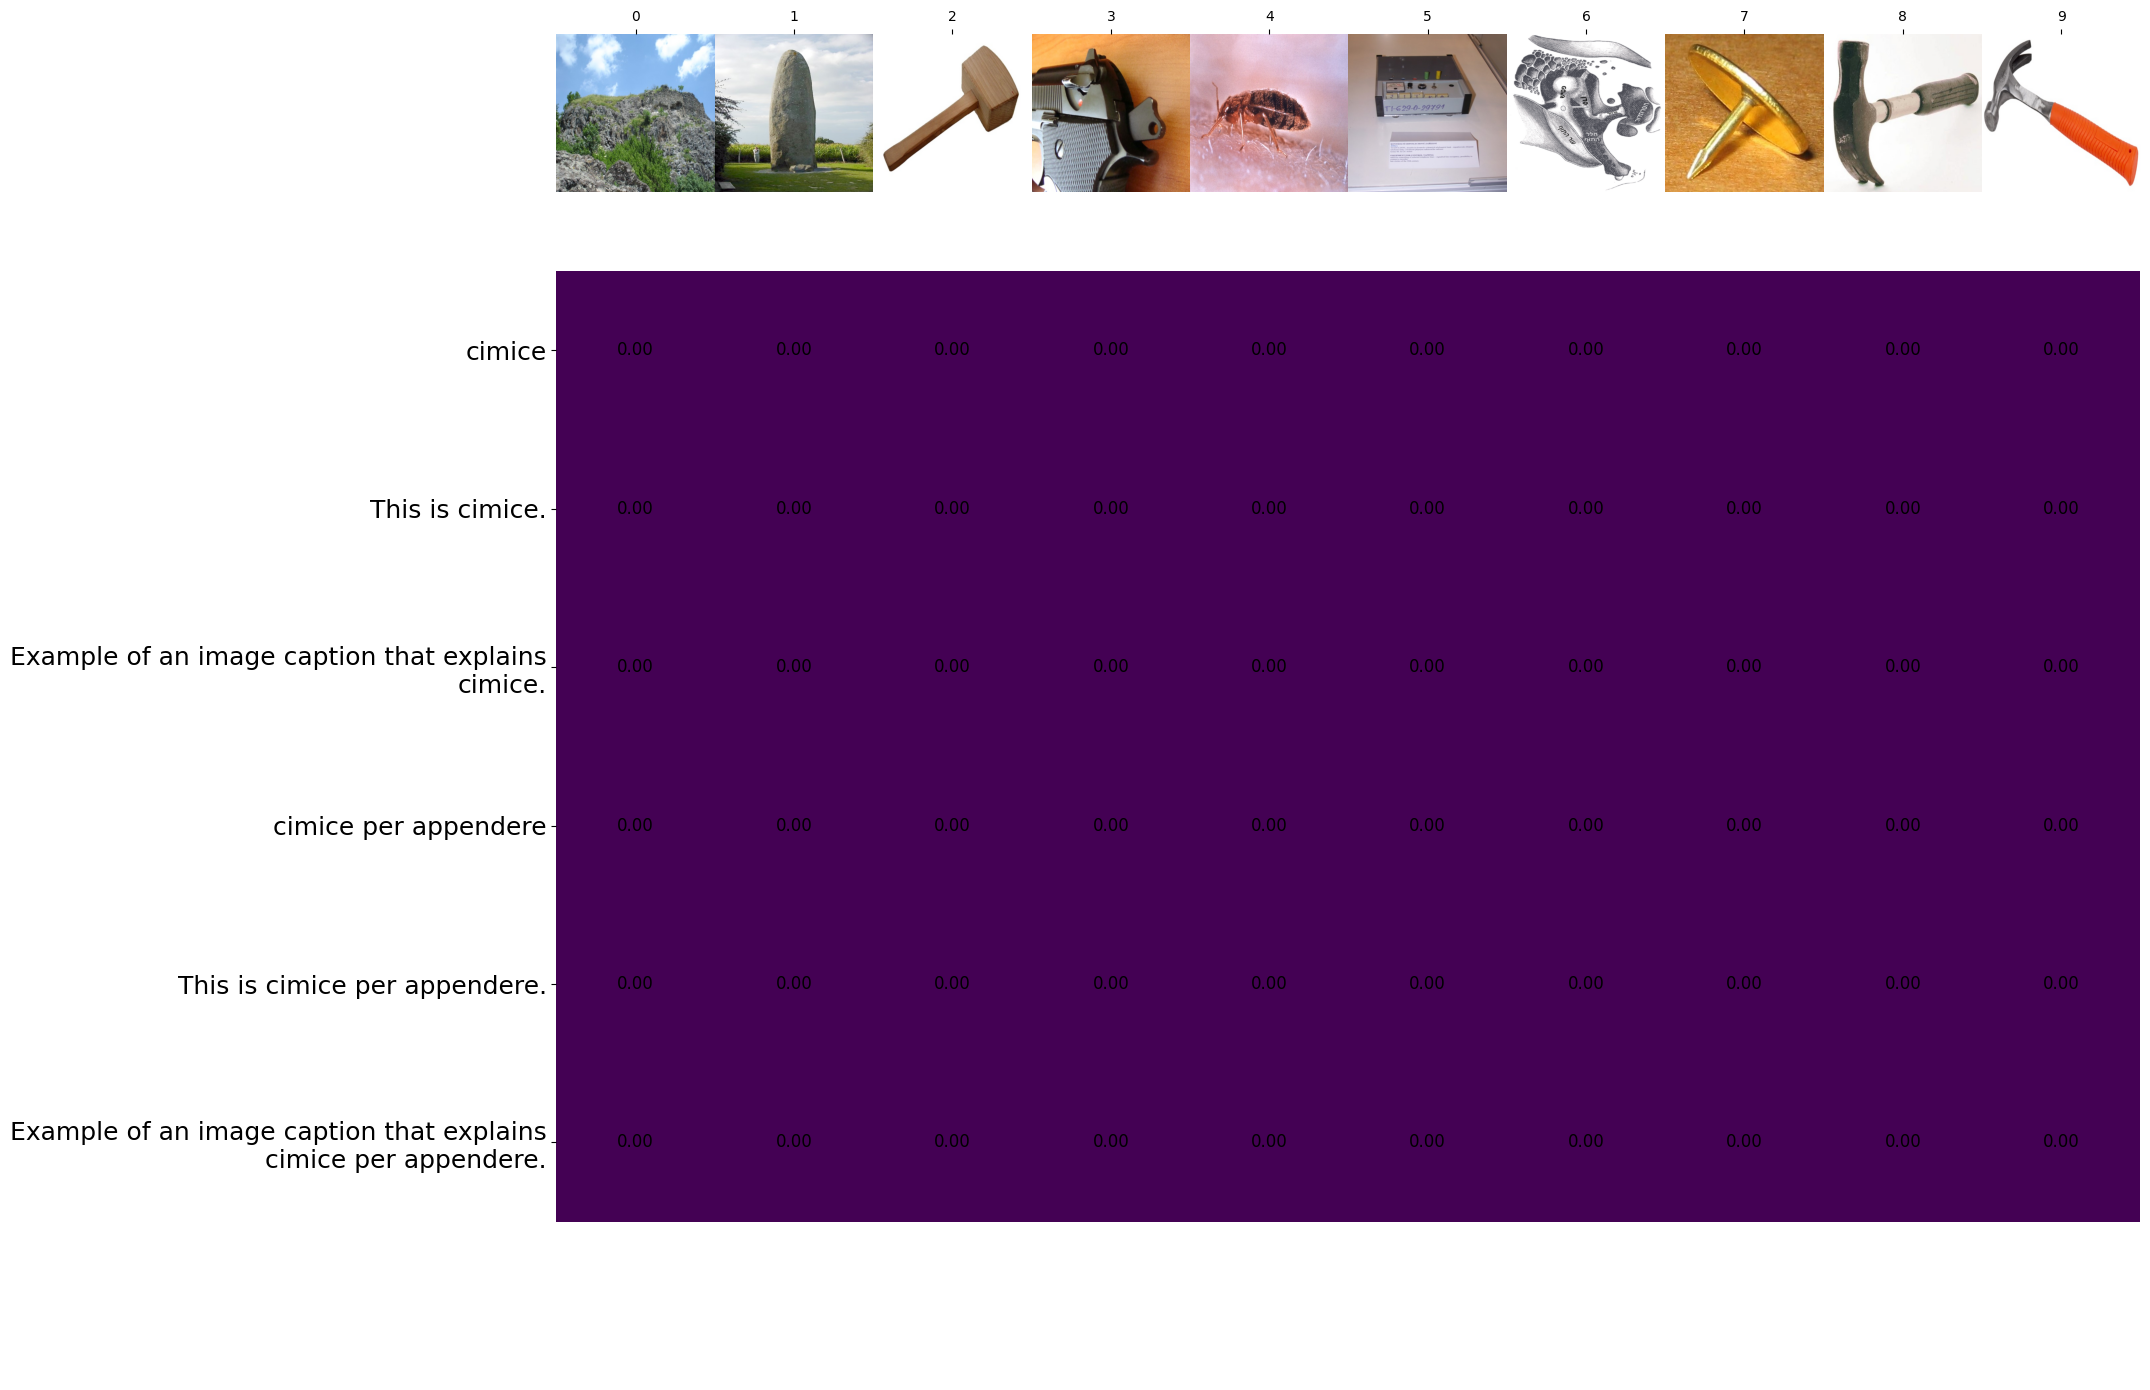 0 1 2 3 4 5 6 7 8 9
cimice 0.00 0.00 0.00 0.00 0.00 0.00 0.00 0.00 0.00 0.00
This is cimice. 0.00 0.00 0.00 0.00 0.00 0.00 0.00 0.00 0.00 0.00
Example of an image caption that explains
cimice. 0.00 0.00 0.00 0.00 0.00 0.00 0.00 0.00 0.00 0.00
cimice per appendere 0.00 0.00 0.00 0.00 0.00 0.00 0.00 0.00 0.00 0.00
This is cimice per appendere. 0.00 0.00 0.00 0.00 0.00 0.00 0.00 0.00 0.00 0.00
Example of an image caption that explains
cimice per appendere. 0.00 0.00 0.00 0.00 0.00 0.00 0.00 0.00 0.00 0.00